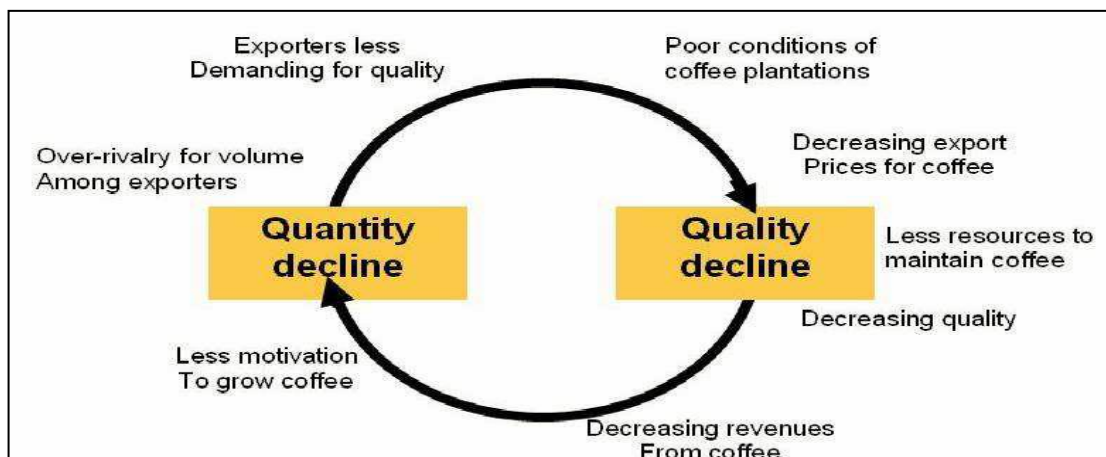 Exporters less
Demanding for quality
Poor conditions of
coffee plantations
Over-rivalry for volume
Among exporters
Decreasing export
Prices for coffee
Quantity
decline
Quality
decline
Less resources to
maintain coffee
Decreasing quality
Less motivation
To grow coffee
Decreasing revenues
From coffee